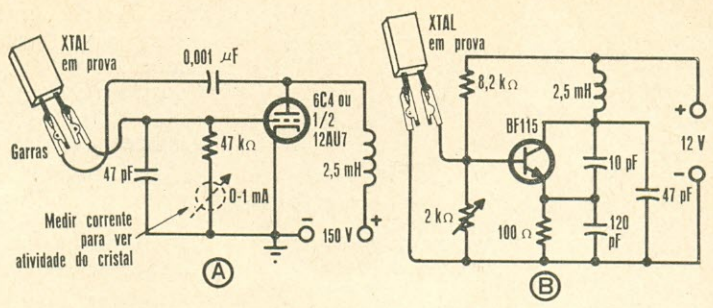 XTAL
em prova
0,001 μF
6C4 ou
1/2
12AU7
Garras
47 pF
47 kΩ
2,5 mH
0-1 mA
Medir corrente
para ver
atividade do cristal
−
150 V
+
A
XTAL
em prova
8,2 kΩ
2,5 mH
BF115
+
12 V
−
10 pF
47 pF
2 kΩ
100 Ω
120
pF
B